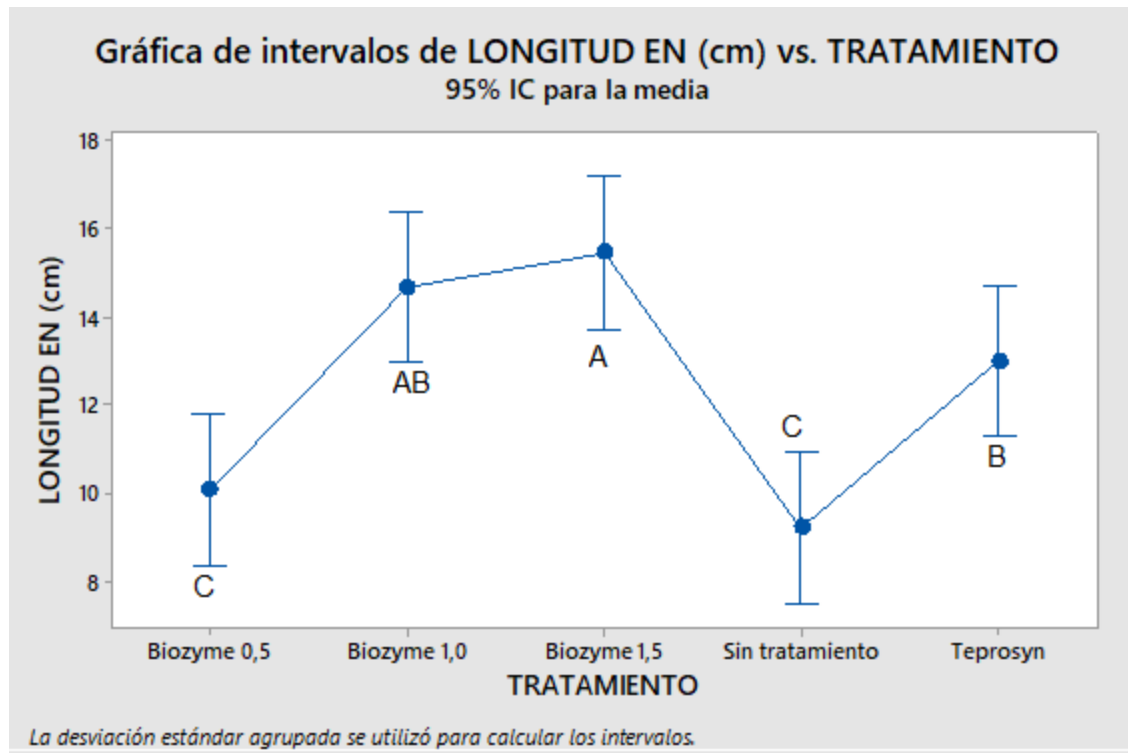 Gráfica de intervalos de LONGITUD EN (cm) vs. TRATAMIENTO
95% IC para la media
LONGITUD EN (cm)
18
16
14
12
10
8
C
AB
A
C
B
Biozyme 0,5 Biozyme 1,0 Biozyme 1,5 Sin tratamiento Teprosyn
TRATAMIENTO
La desviación estándar agrupada se utilizó para calcular los intervalos.